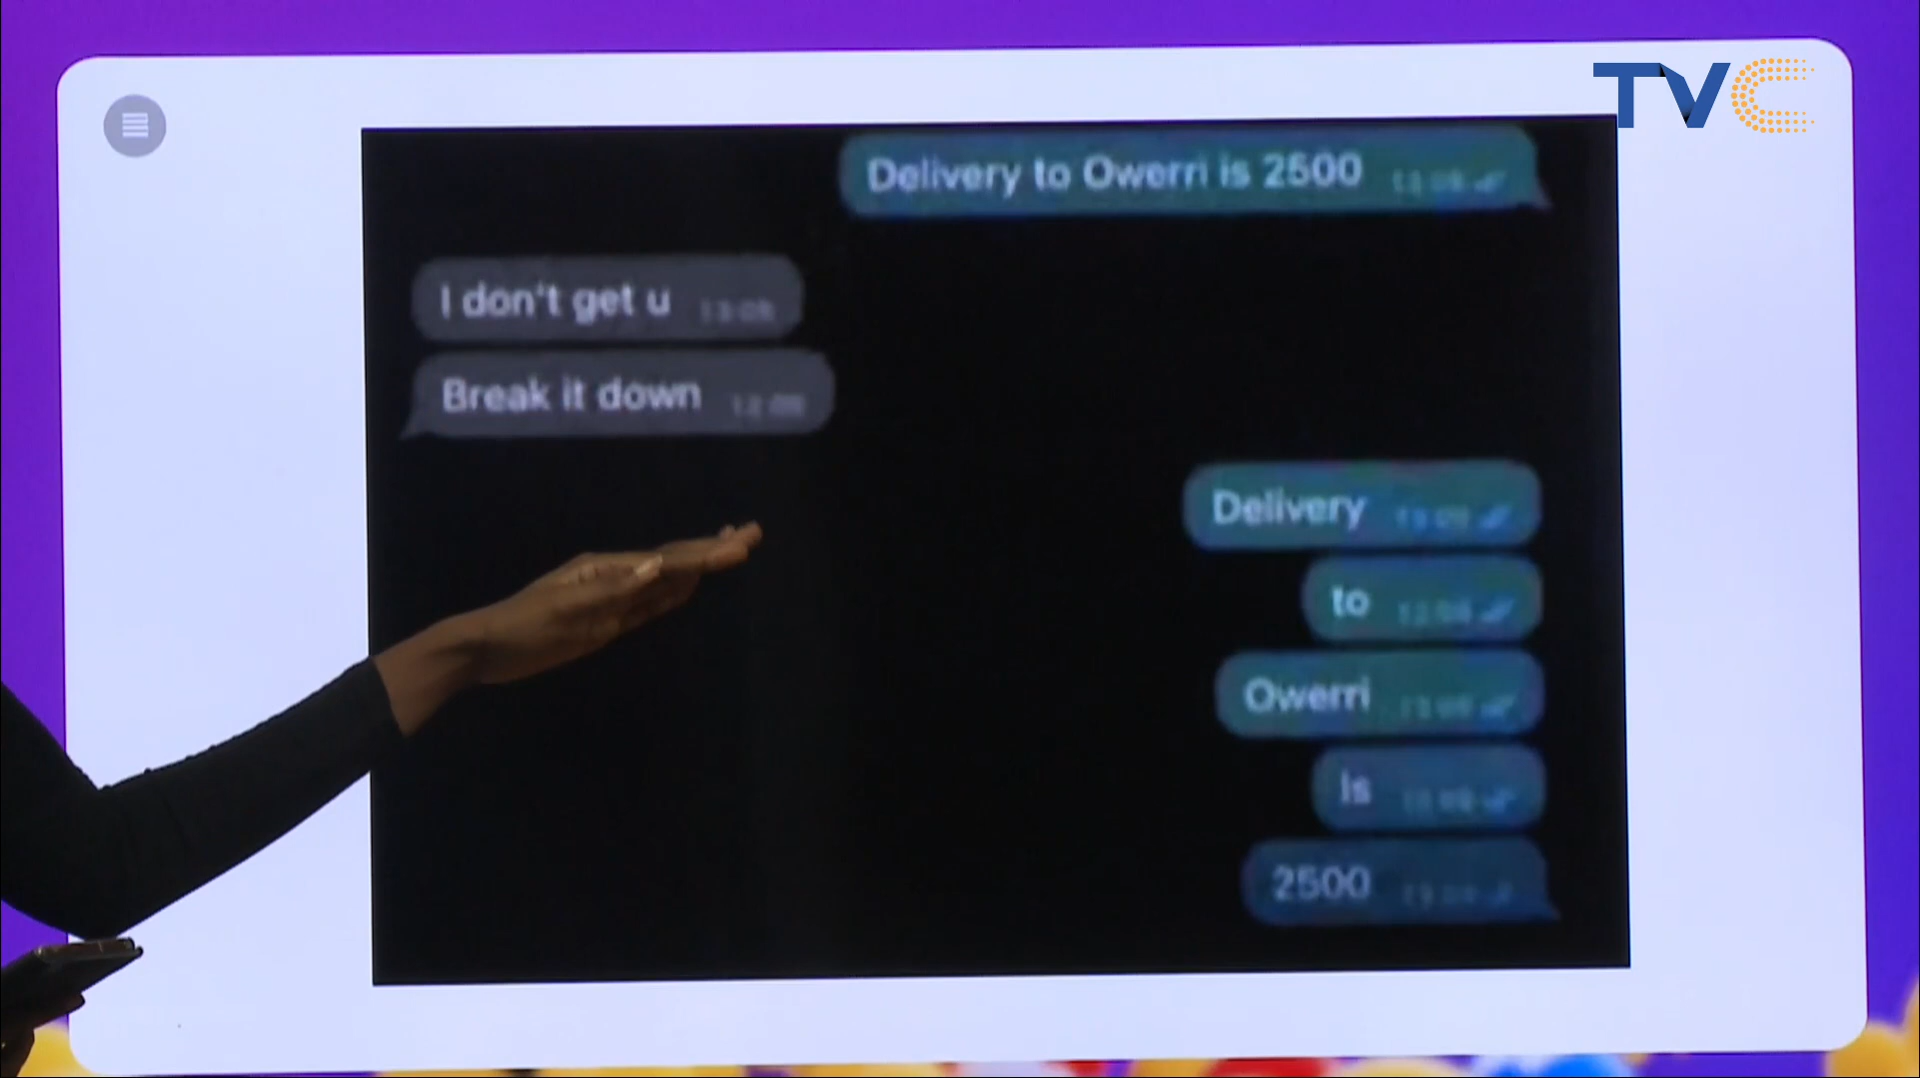 TVC
Delivery to Owerri is 2500
I don't get u
Break it down
Delivery
to
Owerri
is
2500